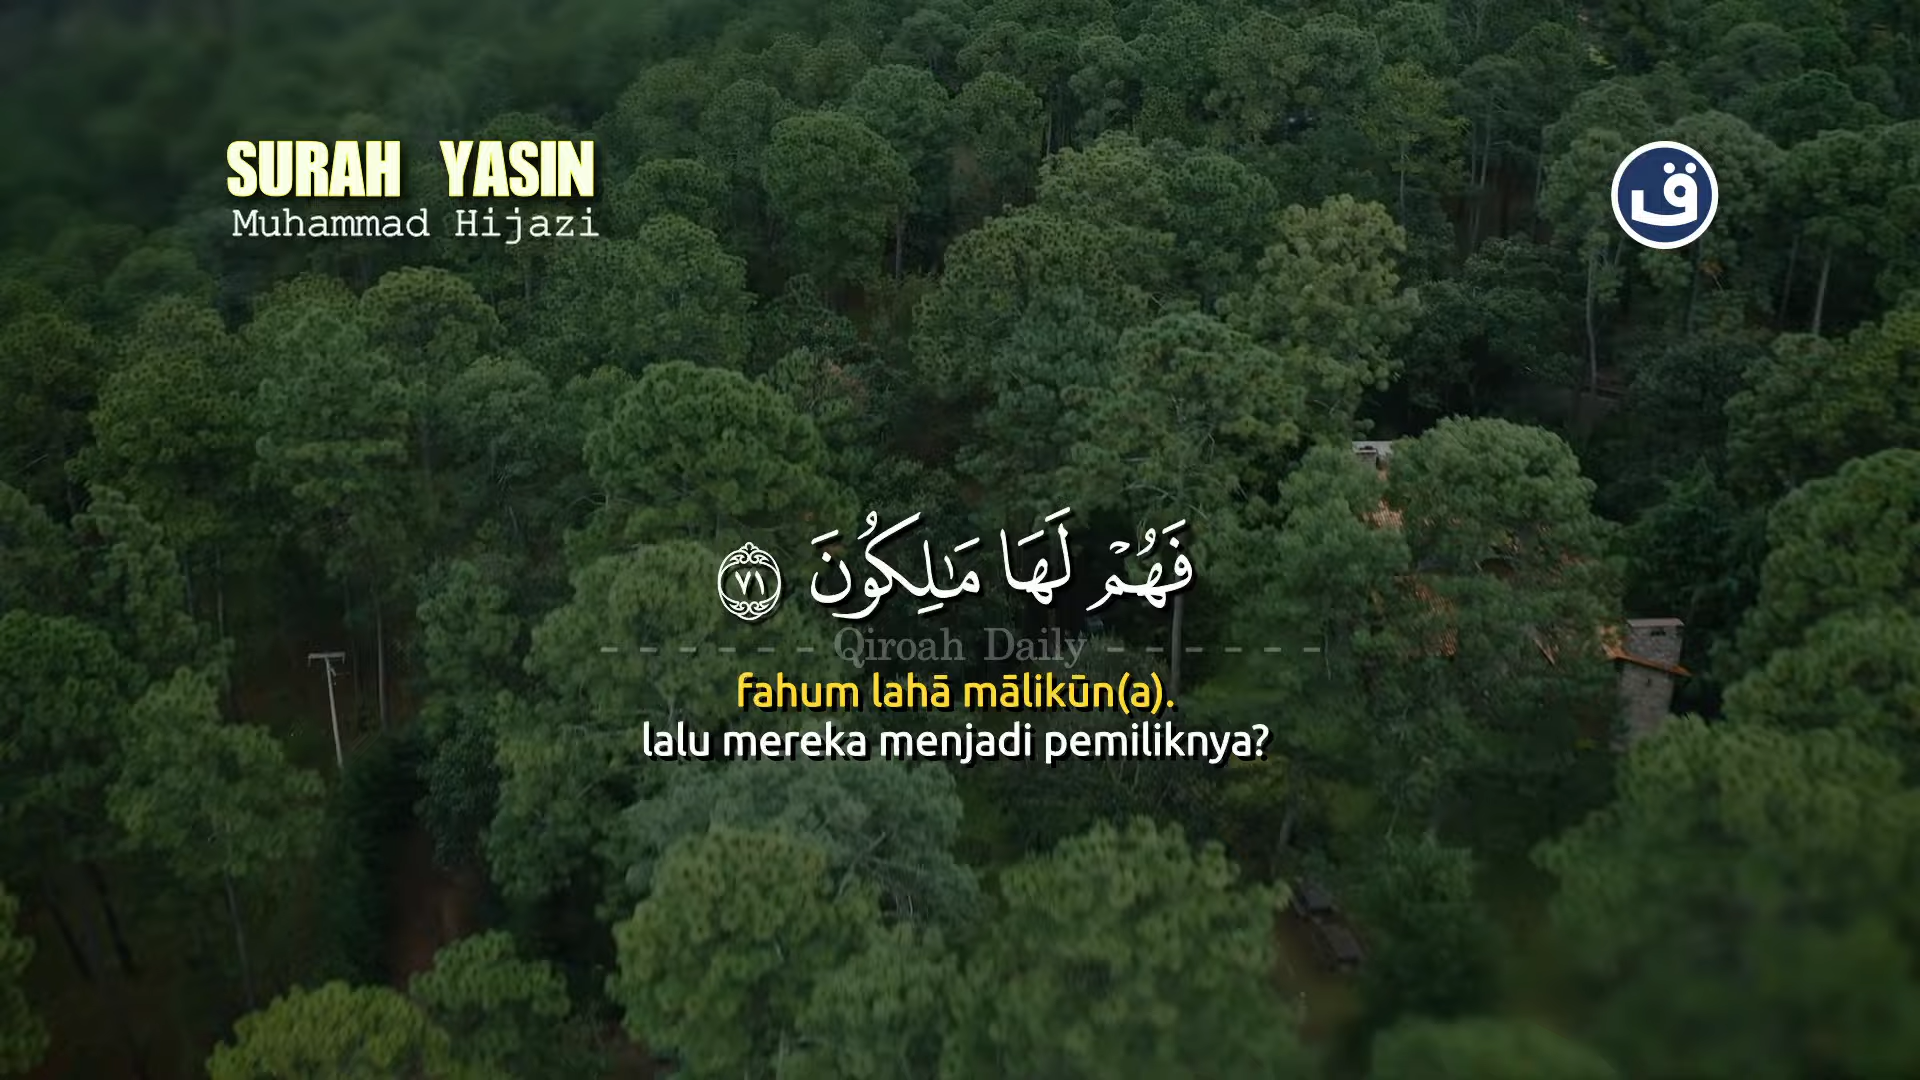 SURAH YASIN
Muhammad Hijazi
ق
فَهُمْ لَهَا مَـٰلِكُونَ ٧١
- - - - - - Qiroah Daily - - - - - -
fahum lahā mālikūn(a).
lalu mereka menjadi pemiliknya?